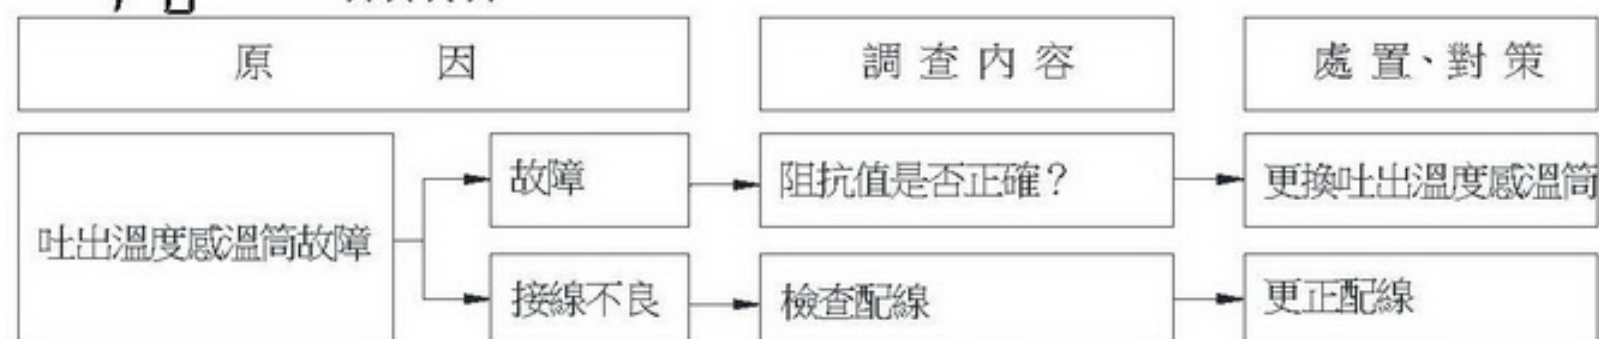 原因 調查內容 處置、對策
故障 阻抗值是否正確？ 更換吐出溫度感溫筒
吐出溫度感溫筒故障
接線不良 檢查配線 更正配線